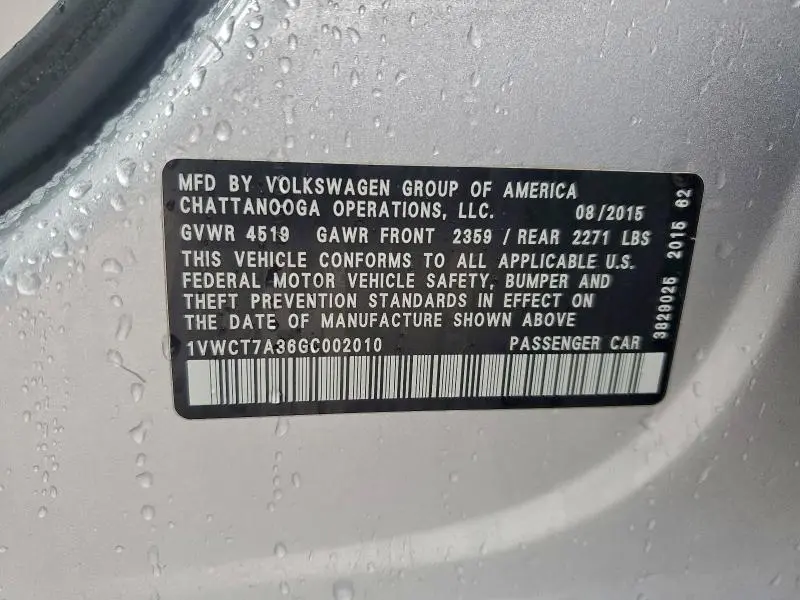 MFD BY VOLKSWAGEN GROUP OF AMERICA
CHATTANOOGA OPERATIONS, LLC. 08/2015
GVWR 4519 GAWR FRONT 2359 / REAR 2271 LBS
THIS VEHICLE CONFORMS TO ALL APPLICABLE U.S.
FEDERAL MOTOR VEHICLE SAFETY, BUMPER AND
THEFT PREVENTION STANDARDS IN EFFECT ON
THE DATE OF MANUFACTURE SHOWN ABOVE
1VWCT7A36GC002010 PASSENGER CAR
3829025 2015 62